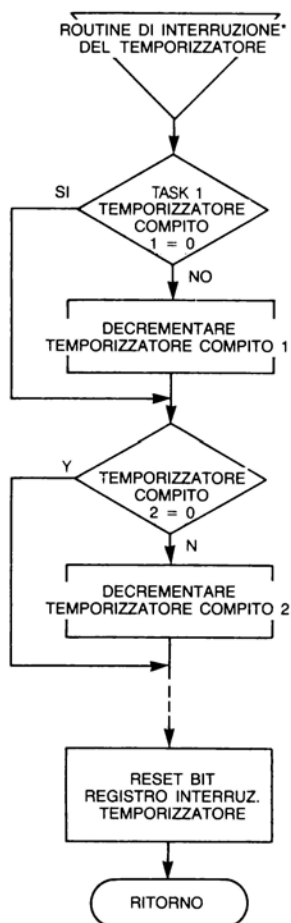 ROUTINE DI INTERRUZIONE*
DEL TEMPORIZZATORE
SI
TASK 1
TEMPORIZZATORE
COMPITO
1 = 0
NO
DECREMENTARE
TEMPORIZZATORE COMPITO 1
Y
TEMPORIZZATORE
COMPITO
2 = 0
N
DECREMENTARE
TEMPORIZZATORE COMPITO 2
RESET BIT
REGISTRO INTERRUZ.
TEMPORIZZATORE
RITORNO